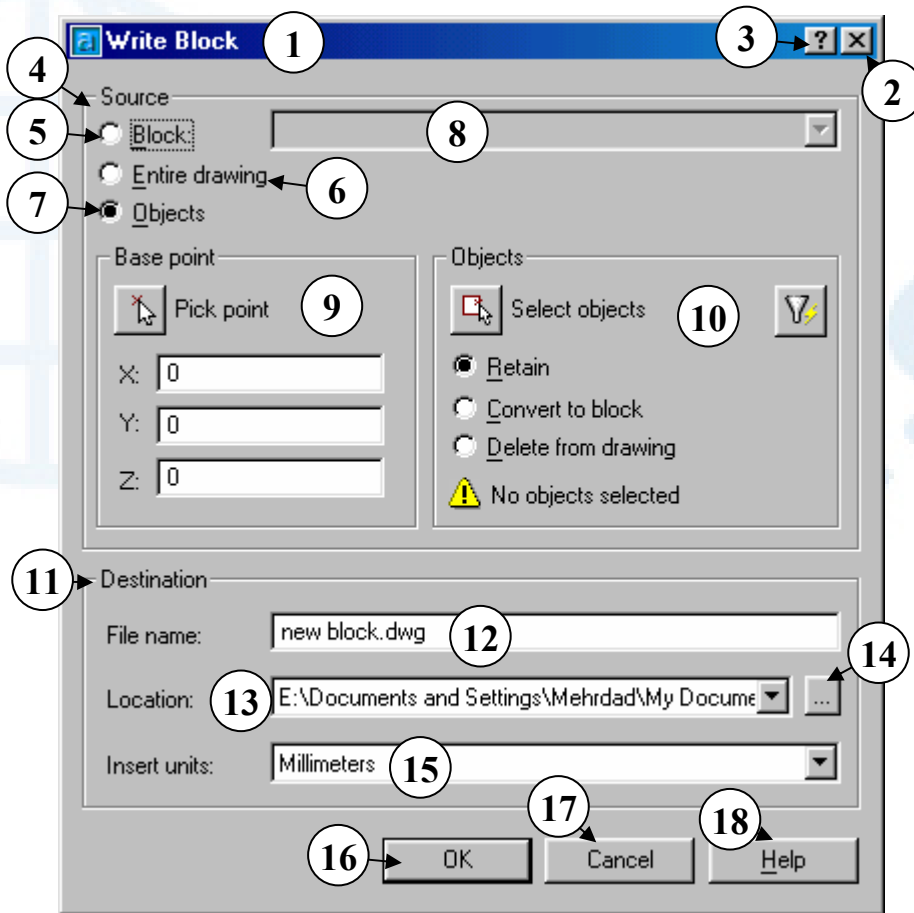 Write Block 1 3 ? 2
4 Source
5 Block: 8
Entire drawing 6
7 Objects
Base point
Pick point 9
X: 0
Y: 0
Z: 0
Objects
Select objects 10
Retain
Convert to block
Delete from drawing
No objects selected
11 Destination
File name: new block.dwg 12
Location: 13 E:\Documents and Settings\Mehrdad\My Docume ... 14
Insert units: Millimeters 15
16 OK 17 Cancel 18 Help